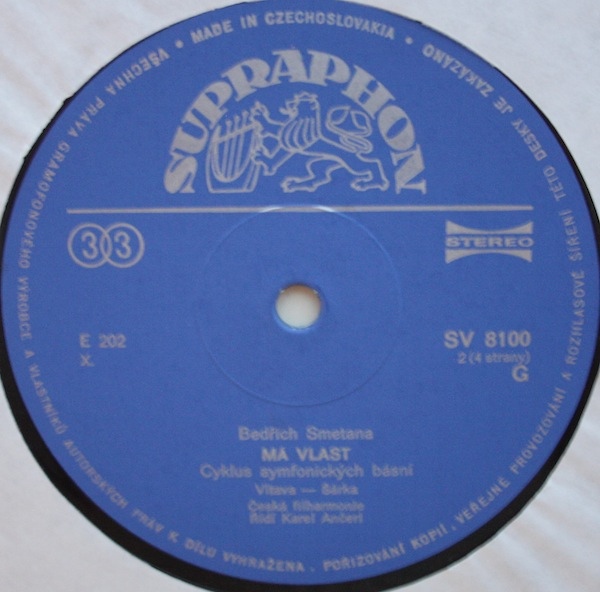 VŠECHNA PRÁVA GRAMOFONOVÉHO VÝROBCE A VLASTNÍKŮ AUTORSKÝCH PRÁV K DÍLU VYHRAŽENA. POŘIZOVÁNÍ KOPIÍ, VEŘEJNÉ PROVOZOVÁNÍ A ROZHLASOVÉ ŠÍŘENÍ TÉTO DESKY JE ZAKÁZÁNO • MADE IN CZECHOSLOVAKIA •
SUPRAPHON
33
STEREO
E 202
X.
SV 8100
2 (4 strany)
G
Bedřich Smetana
MÁ VLAST
Cyklus symfonických básní
Vltava — Šárka
Česká filharmonie
Řídí Karel Ančerl